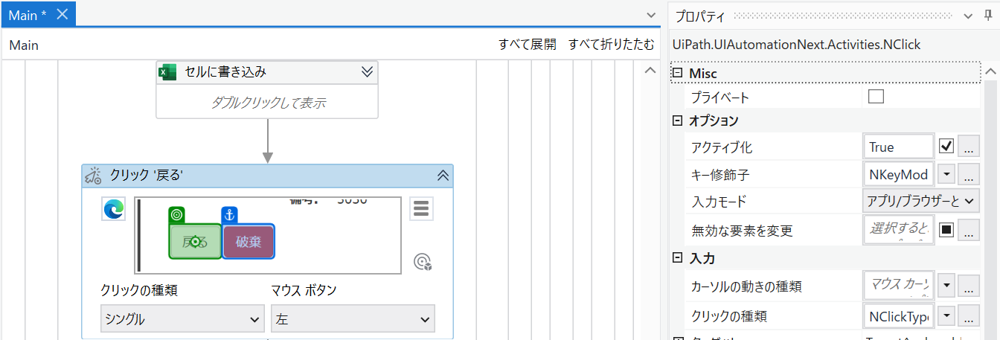 Main *
プロパティ
Main
すべて展開 すべて折りたたむ
UiPath.UIAutomationNext.Activities.NClick
セルに書き込み
ダブルクリックして表示
クリック '戻る'
備考: 3030
戻る
破棄
クリックの種類
マウス ボタン
シングル
左
Misc
プライベート
オプション
アクティブ化
True
...
キー修飾子
NKeyMod
...
入力モード
アプリ/ブラウザーと
無効な要素を変更
選択すると、
...
入力
カーソルの動きの種類
マウス カーソ
...
クリックの種類
NClickType
...